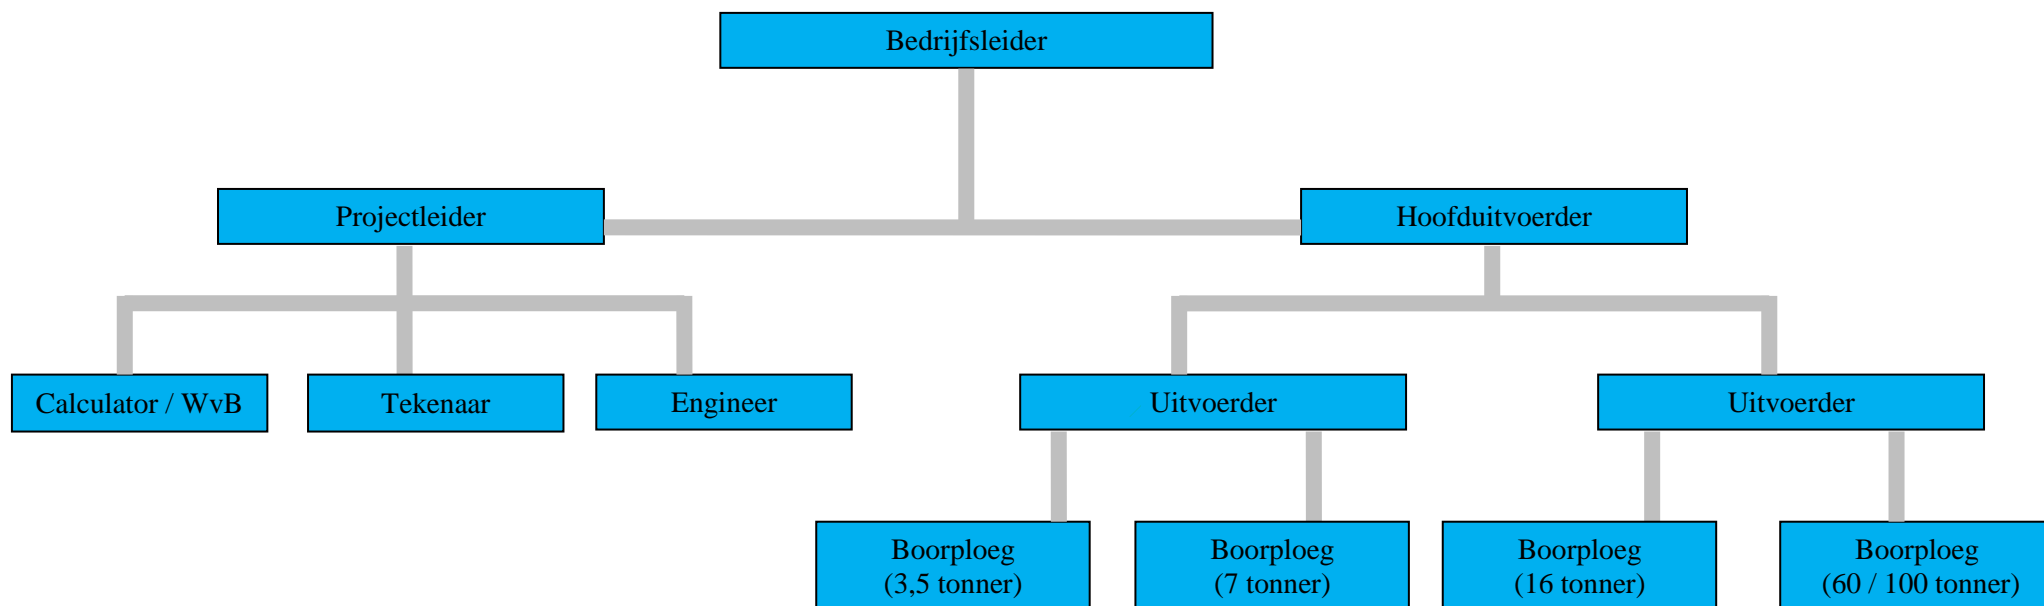 Bedrijfsleider
Projectleider
Hoofduitvoerder
Calculator / WvB
Tekenaar
Engineer
Uitvoerder
Uitvoerder
Boorploeg
(3,5 tonner)
Boorploeg
(7 tonner)
Boorploeg
(16 tonner)
Boorploeg
(60 / 100 tonner)